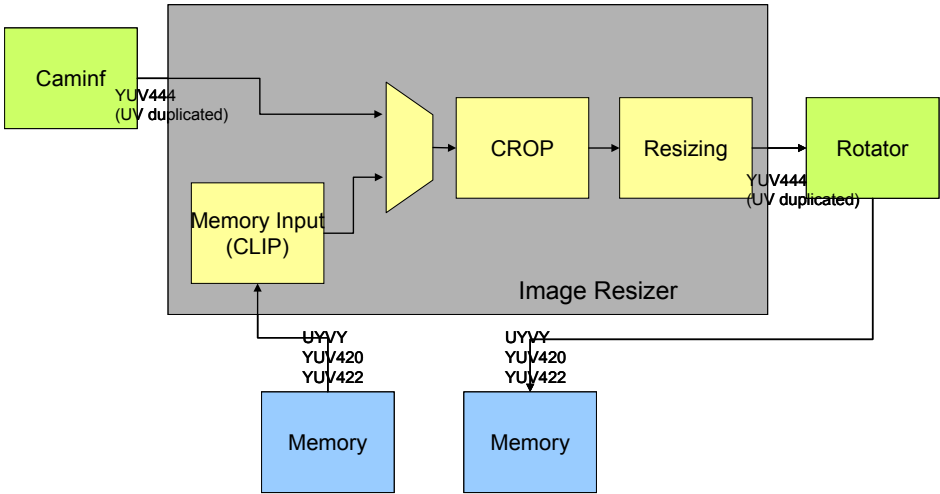 Caminf
YUV444
(UV duplicated)
CROP
Resizing
Rotator
YUV444
(UV duplicated)
Memory Input
(CLIP)
Image Resizer
UYVY
YUV420
YUV422
UYVY
YUV420
YUV422
Memory
Memory